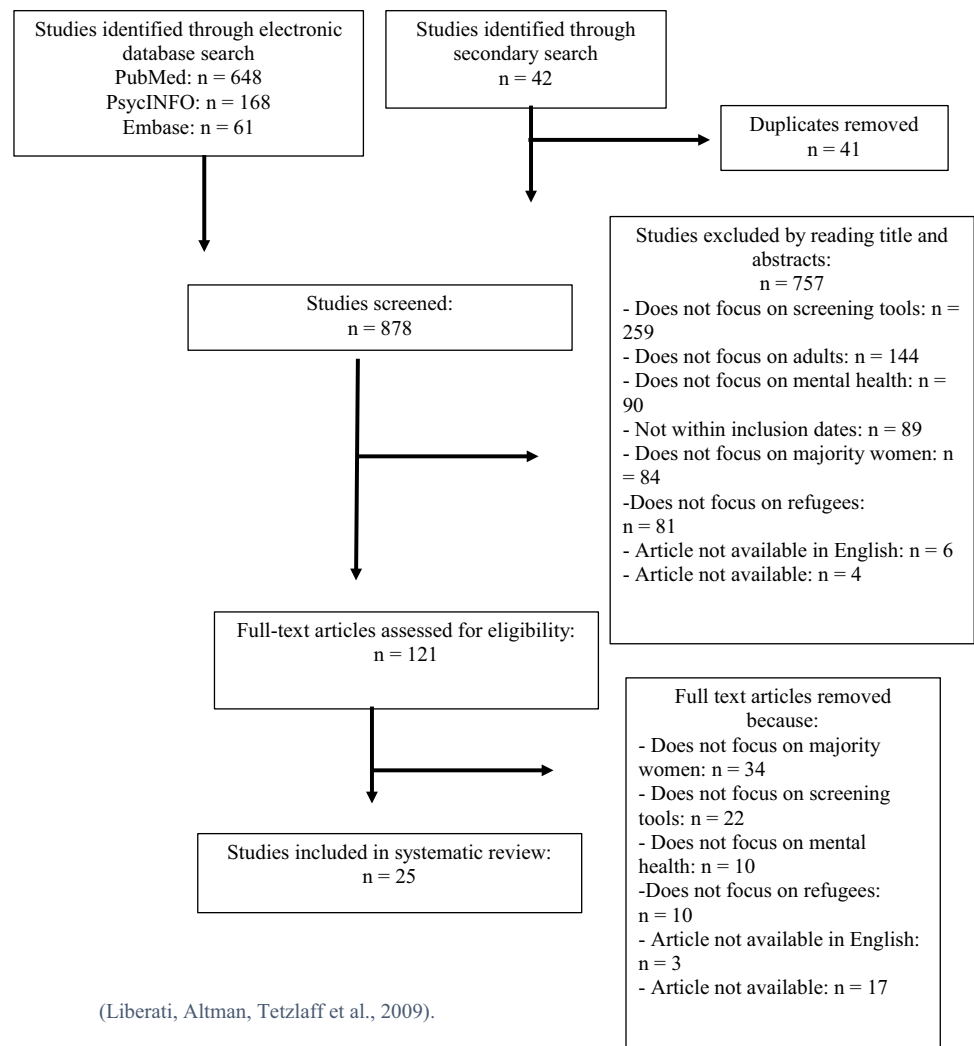 Studies identified through electronic
database search
PubMed: n = 648
PsycINFO: n = 168
Embase: n = 61
Studies identified through
secondary search
n = 42
Duplicates removed
n = 41
Studies excluded by reading title and
abstracts:
n = 757
- Does not focus on screening tools: n =
259
- Does not focus on adults: n = 144
- Does not focus on mental health: n =
90
- Not within inclusion dates: n = 89
- Does not focus on majority women: n
= 84
-Does not focus on refugees:
n = 81
- Article not available in English: n = 6
- Article not available: n = 4
Studies screened:
n = 878
Full-text articles assessed for eligibility:
n = 121
Full text articles removed
because:
- Does not focus on majority
women: n = 34
- Does not focus on screening
tools: n = 22
- Does not focus on mental
health: n = 10
-Does not focus on refugees:
n = 10
- Article not available in English:
n = 3
- Article not available: n = 17
Studies included in systematic review:
n = 25
(Liberati, Altman, Tetzlaff et al., 2009).